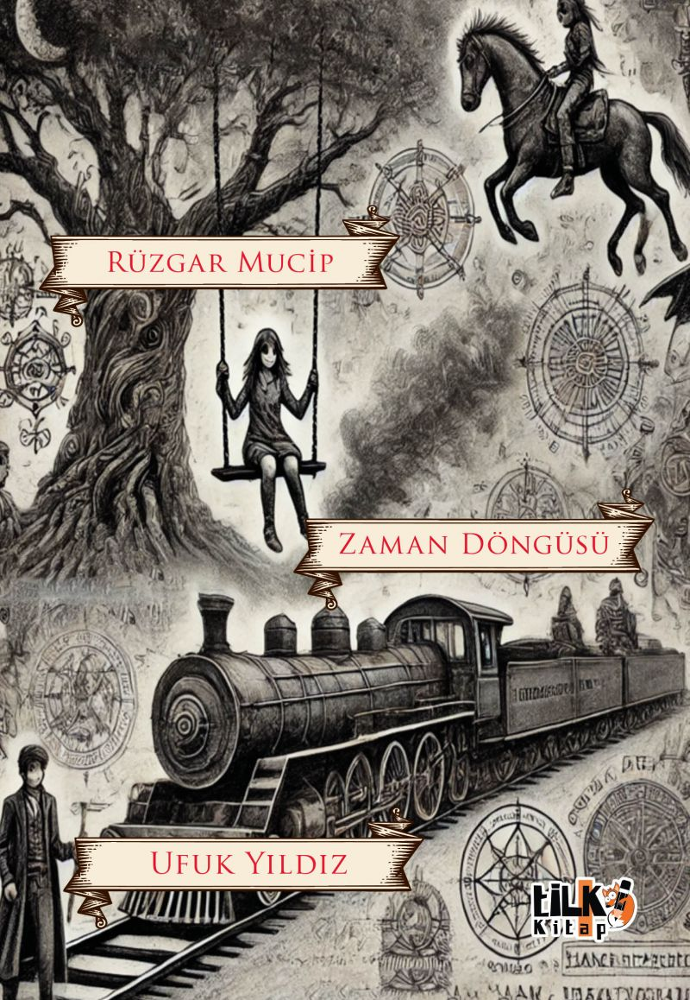 Rüzgar Mucip
Zaman Döngüsü
Ufuk Yıldız
tilki
Kitap